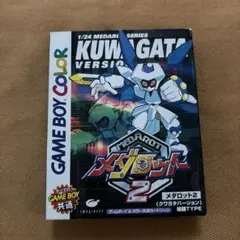 1/24 MEDAROT SERIES
KUWAGATA
VERSION
GAME BOY COLOR
MEDAROT
メダロット
2
GAME BOY
共通
メダロット2
(クワガタバージョン)
IMAGINEER